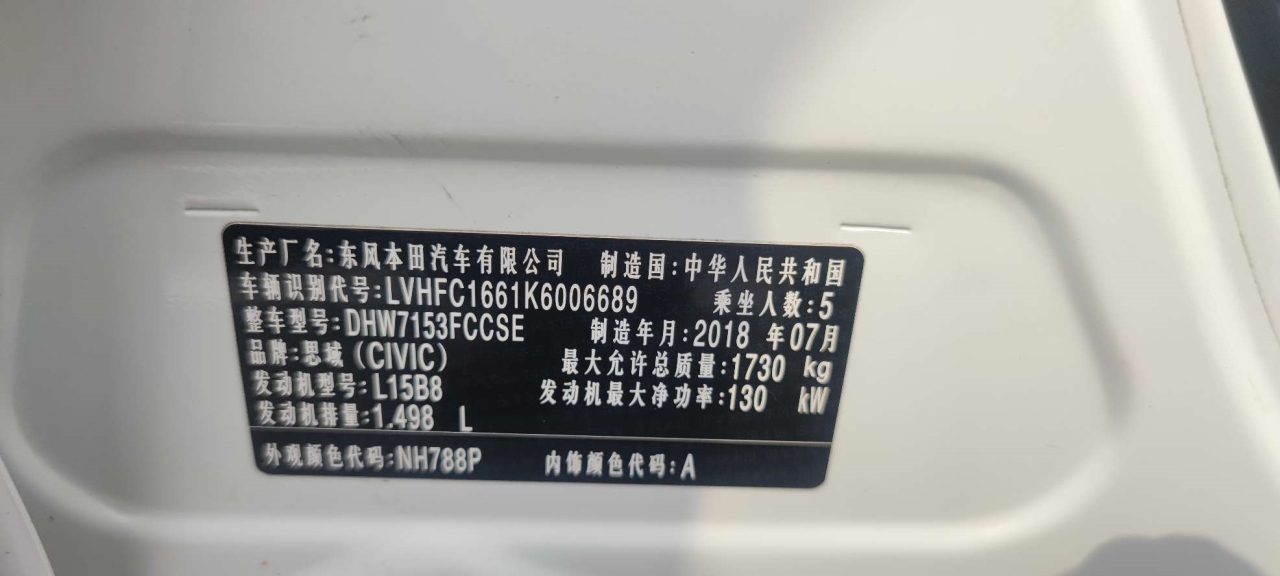 生产厂名:东风本田汽车有限公司 制造国:中华人民共和国
车辆识别代号:LVHFC1661K6006689 乘坐人数:5
整车型号:DHW7153FCCSE 制造年月:2018 年07月
品牌:思域(CIVIC) 最大允许总质量:1730 kg
发动机型号:L15B8 发动机最大净功率:130 kW
发动机排量:1.498 L
外观颜色代码:NH788P 内饰颜色代码:A